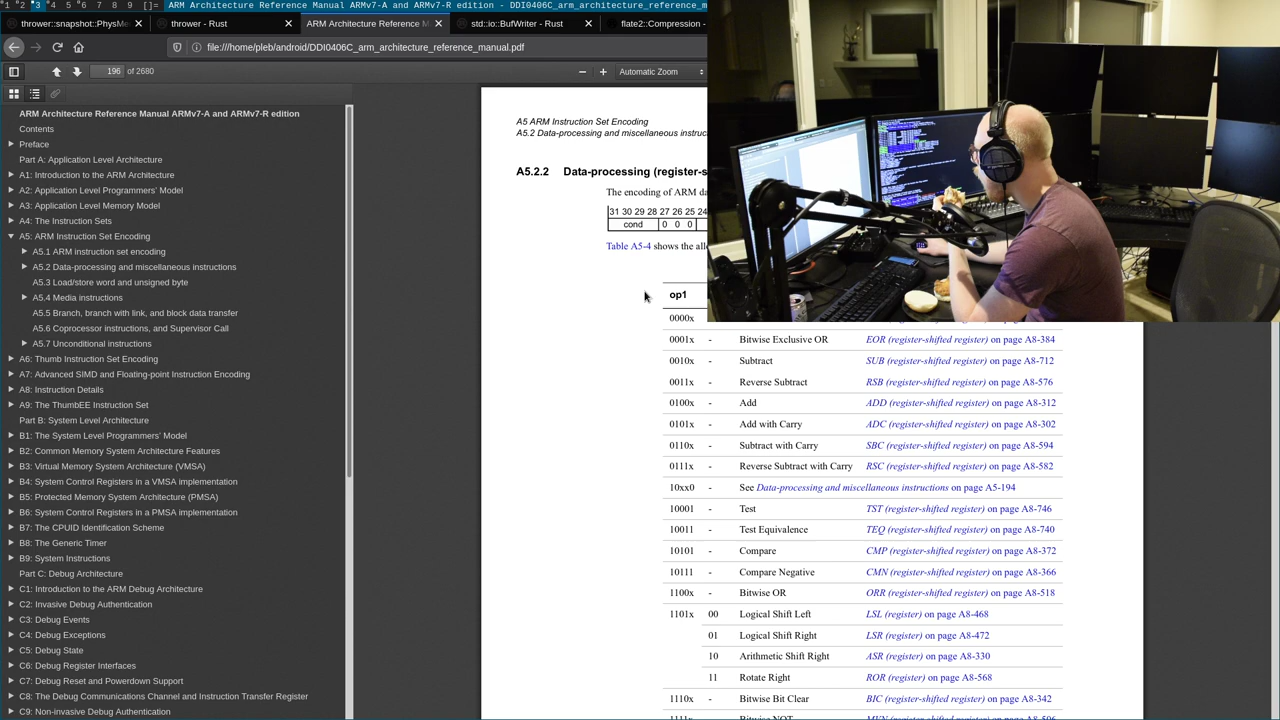 1 2 3 4 5 6 7 8 9 []= ARM Architecture Reference Manual ARMv7-A and ARMv7-R edition - DDI0406C_arm_architecture_reference_m
thrower::snapshot::PhysMe
thrower - Rust
ARM Architecture Reference M
std::io::BufWriter - Rust
flate2::Compression -
file:///home/pleb/android/DDI0406C_arm_architecture_reference_manual.pdf
196 of 2680
Automatic Zoom
ARM Architecture Reference Manual ARMv7-A and ARMv7-R edition
Contents
Preface
Part A: Application Level Architecture
A1: Introduction to the ARM Architecture
A2: Application Level Programmers' Model
A3: Application Level Memory Model
A4: The Instruction Sets
A5: ARM Instruction Set Encoding
A5.1 ARM instruction set encoding
A5.2 Data-processing and miscellaneous instructions
A5.3 Load/store word and unsigned byte
A5.4 Media instructions
A5.5 Branch, branch with link, and block data transfer
A5.6 Coprocessor instructions, and Supervisor Call
A5.7 Unconditional instructions
A6: Thumb Instruction Set Encoding
A7: Advanced SIMD and Floating-point Instruction Encoding
A8: Instruction Details
A9: The ThumbEE Instruction Set
Part B: System Level Architecture
B1: The System Level Programmers' Model
B2: Common Memory System Architecture Features
B3: Virtual Memory System Architecture (VMSA)
B4: System Control Registers in a VMSA implementation
B5: Protected Memory System Architecture (PMSA)
B6: System Control Registers in a PMSA implementation
B7: The CPUID Identification Scheme
B8: The Generic Timer
B9: System Instructions
Part C: Debug Architecture
C1: Introduction to the ARM Debug Architecture
C2: Invasive Debug Authentication
C3: Debug Events
C4: Debug Exceptions
C5: Debug State
C6: Debug Register Interfaces
C7: Debug Reset and Powerdown Support
C8: The Debug Communications Channel and Instruction Transfer Register
C9: Non-invasive Debug Authentication
A5 ARM Instruction Set Encoding
A5.2 Data-processing and miscellaneous instruc
A5.2.2 Data-processing (register-s
The encoding of ARM da
31 30 29 28 27 26 25 24
cond 0 0 0
Table A5-4 shows the all
op1
0000x
0001x - Bitwise Exclusive OR EOR (register-shifted register) on page A8-384
0010x - Subtract SUB (register-shifted register) on page A8-712
0011x - Reverse Subtract RSB (register-shifted register) on page A8-576
0100x - Add ADD (register-shifted register) on page A8-312
0101x - Add with Carry ADC (register-shifted register) on page A8-302
0110x - Subtract with Carry SBC (register-shifted register) on page A8-594
0111x - Reverse Subtract with Carry RSC (register-shifted register) on page A8-582
10xx0 - See Data-processing and miscellaneous instructions on page A5-194
10001 - Test TST (register-shifted register) on page A8-746
10011 - Test Equivalence TEQ (register-shifted register) on page A8-740
10101 - Compare CMP (register-shifted register) on page A8-372
10111 - Compare Negative CMN (register-shifted register) on page A8-366
1100x - Bitwise OR ORR (register-shifted register) on page A8-518
1101x 00 Logical Shift Left LSL (register) on page A8-468
01 Logical Shift Right LSR (register) on page A8-472
10 Arithmetic Shift Right ASR (register) on page A8-330
11 Rotate Right ROR (register) on page A8-568
1110x - Bitwise Bit Clear BIC (register-shifted register) on page A8-342